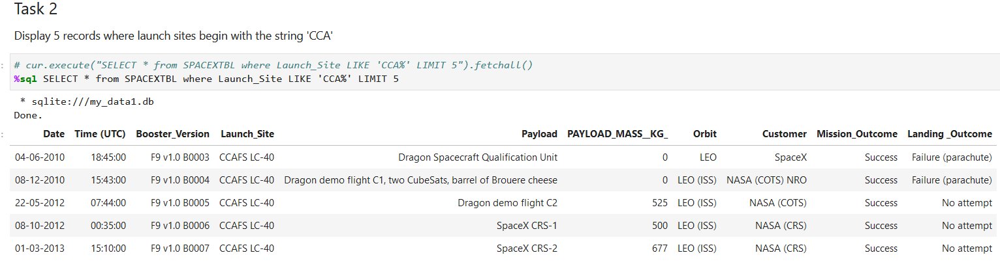 Task 2
Display 5 records where launch sites begin with the string 'CCA'
: # cur.execute("SELECT * from SPACEXTBL where Launch_Site LIKE 'CCA%' LIMIT 5").fetchall()
%sql SELECT * from SPACEXTBL where Launch_Site LIKE 'CCA%' LIMIT 5
* sqlite:///my_data1.db
Done.
: Date Time (UTC) Booster_Version Launch_Site Payload PAYLOAD_MASS__KG_ Orbit Customer Mission_Outcome Landing _Outcome
04-06-2010 18:45:00 F9 v1.0 B0003 CCAFS LC-40 Dragon Spacecraft Qualification Unit 0 LEO SpaceX Success Failure (parachute)
08-12-2010 15:43:00 F9 v1.0 B0004 CCAFS LC-40 Dragon demo flight C1, two CubeSats, barrel of Brouere cheese 0 LEO (ISS) NASA (COTS) NRO Success Failure (parachute)
22-05-2012 07:44:00 F9 v1.0 B0005 CCAFS LC-40 Dragon demo flight C2 525 LEO (ISS) NASA (COTS) Success No attempt
08-10-2012 00:35:00 F9 v1.0 B0006 CCAFS LC-40 SpaceX CRS-1 500 LEO (ISS) NASA (CRS) Success No attempt
01-03-2013 15:10:00 F9 v1.0 B0007 CCAFS LC-40 SpaceX CRS-2 677 LEO (ISS) NASA (CRS) Success No attempt